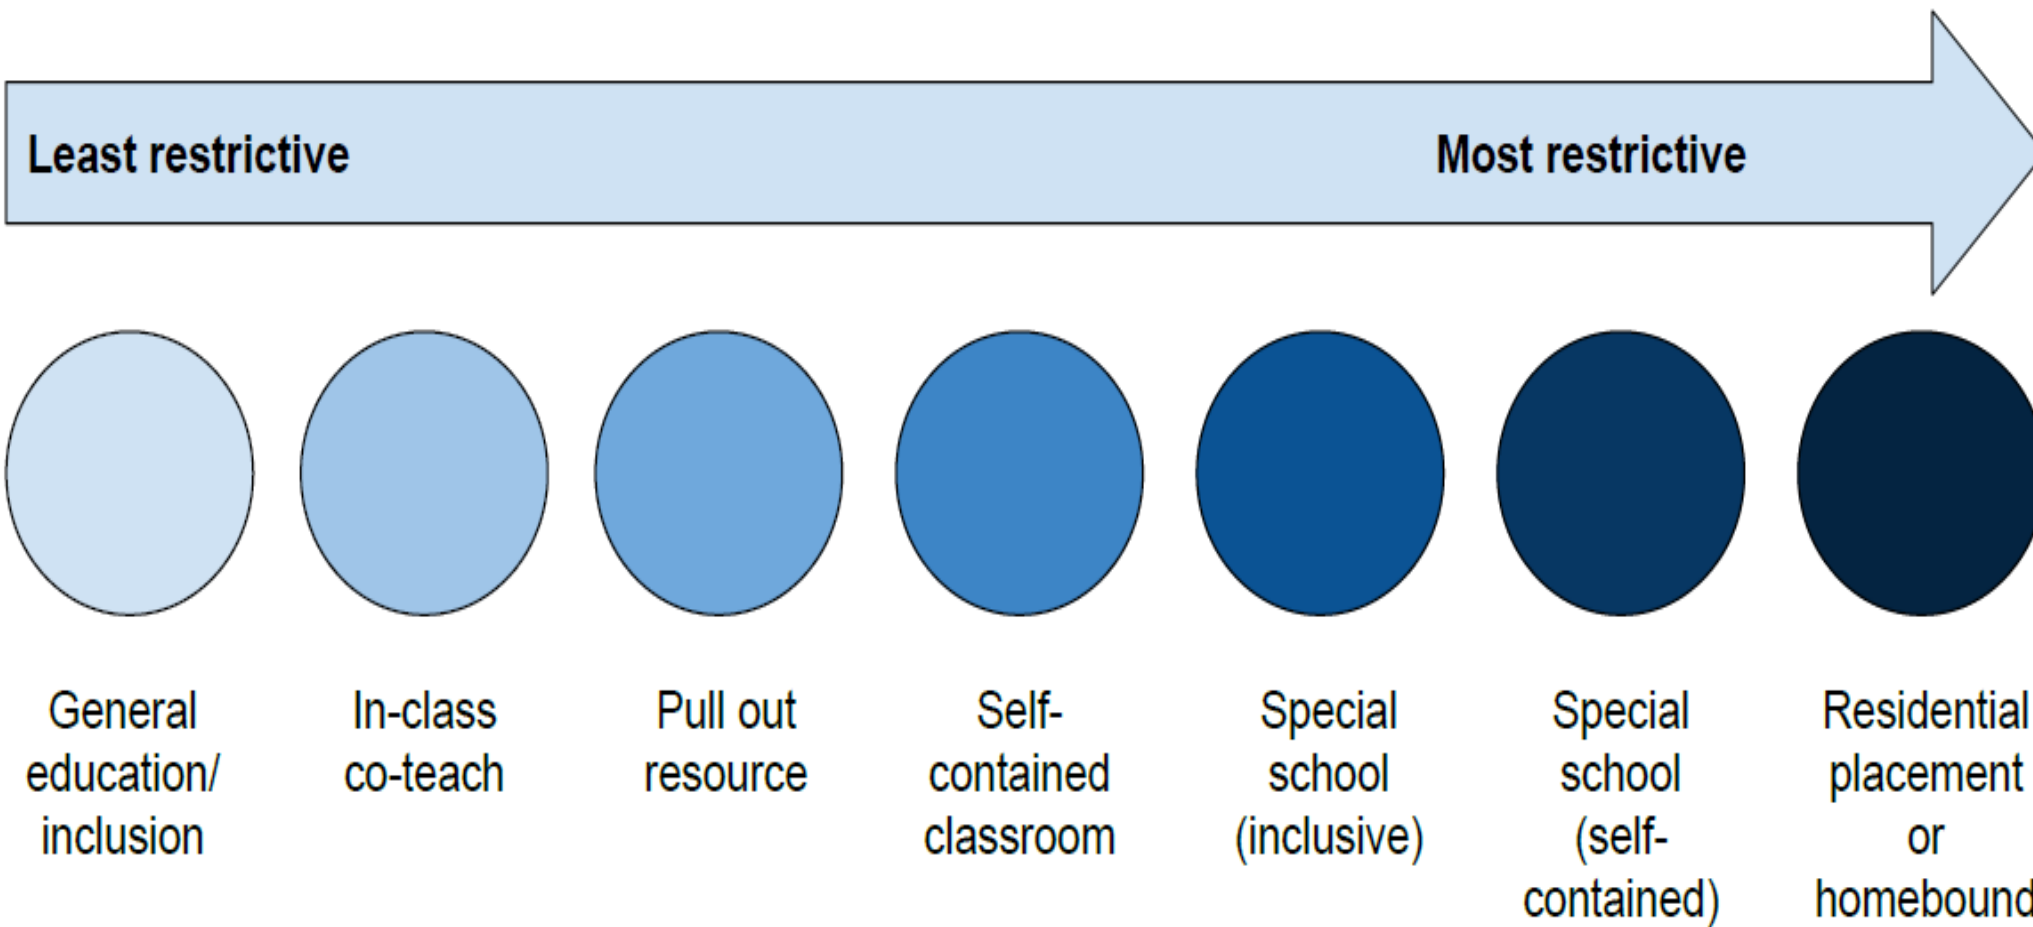 Least restrictive
Most restrictive
General
education/
inclusion
In-class
co-teach
Pull out
resource
Self-
contained
classroom
Special
school
(inclusive)
Special
school
(self-
contained)
Residential
placement
or
homebound